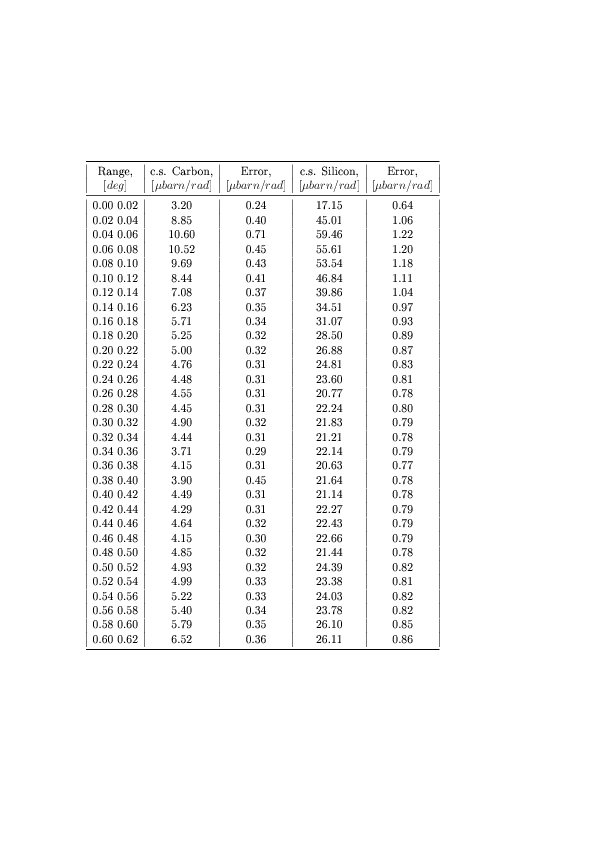 Range, c.s. Carbon, Error, c.s. Silicon, Error,
[deg] [μbarn/rad] [μbarn/rad] [μbarn/rad] [μbarn/rad]
0.00 0.02 3.20 0.24 17.15 0.64
0.02 0.04 8.85 0.40 45.01 1.06
0.04 0.06 10.60 0.71 59.46 1.22
0.06 0.08 10.52 0.45 55.61 1.20
0.08 0.10 9.69 0.43 53.54 1.18
0.10 0.12 8.44 0.41 46.84 1.11
0.12 0.14 7.08 0.37 39.86 1.04
0.14 0.16 6.23 0.35 34.51 0.97
0.16 0.18 5.71 0.34 31.07 0.93
0.18 0.20 5.25 0.32 28.50 0.89
0.20 0.22 5.00 0.32 26.88 0.87
0.22 0.24 4.76 0.31 24.81 0.83
0.24 0.26 4.48 0.31 23.60 0.81
0.26 0.28 4.55 0.31 20.77 0.78
0.28 0.30 4.45 0.31 22.24 0.80
0.30 0.32 4.90 0.32 21.83 0.79
0.32 0.34 4.44 0.31 21.21 0.78
0.34 0.36 3.71 0.29 22.14 0.79
0.36 0.38 4.15 0.31 20.63 0.77
0.38 0.40 3.90 0.45 21.64 0.78
0.40 0.42 4.49 0.31 21.14 0.78
0.42 0.44 4.29 0.31 22.27 0.79
0.44 0.46 4.64 0.32 22.43 0.79
0.46 0.48 4.15 0.30 22.66 0.79
0.48 0.50 4.85 0.32 21.44 0.78
0.50 0.52 4.93 0.32 24.39 0.82
0.52 0.54 4.99 0.33 23.38 0.81
0.54 0.56 5.22 0.33 24.03 0.82
0.56 0.58 5.40 0.34 23.78 0.82
0.58 0.60 5.79 0.35 26.10 0.85
0.60 0.62 6.52 0.36 26.11 0.86